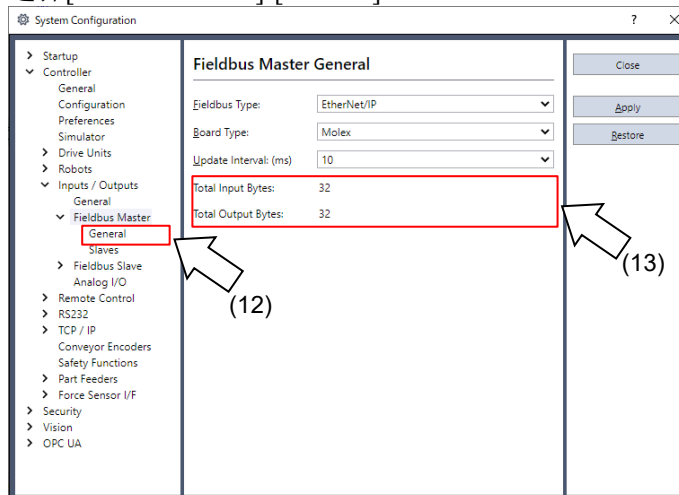 System Configuration
?
Startup
Controller
General
Configuration
Preferences
Simulator
Drive Units
Robots
Inputs / Outputs
General
Fieldbus Master
General
Slaves
Fieldbus Slave
Analog I/O
Remote Control
RS232
TCP / IP
Conveyor Encoders
Safety Functions
Part Feeders
Force Sensor I/F
Security
Vision
OPC UA
Fieldbus Master General
Fieldbus Type: EtherNet/IP
Board Type: Molex
Update Interval: (ms) 10
Total Input Bytes: 32
Total Output Bytes: 32
Close
Apply
Restore
(12)
(13)